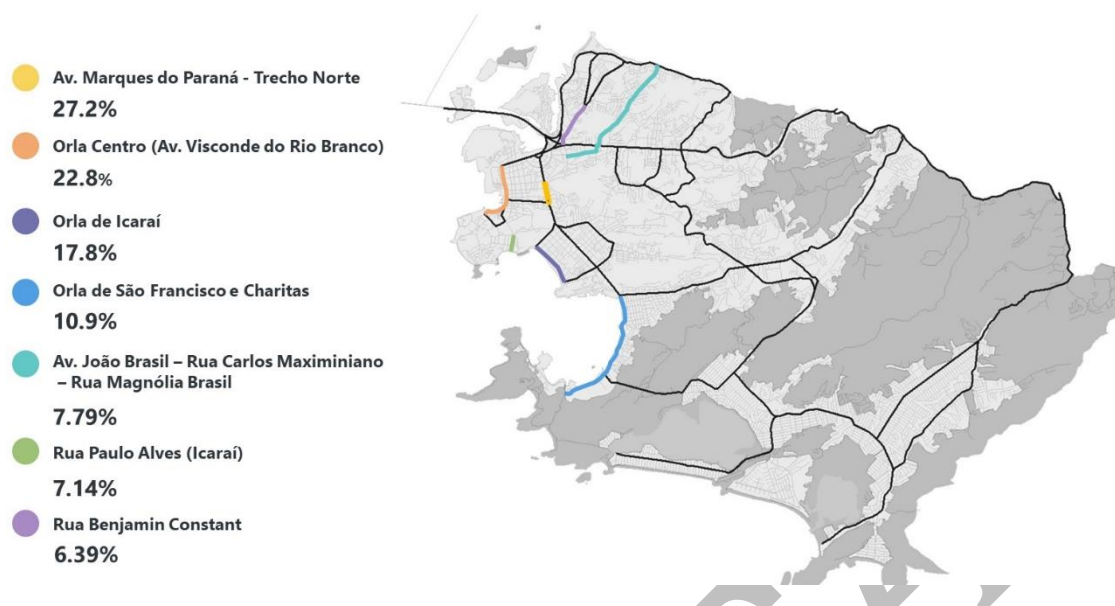 Av. Marques do Paraná - Trecho Norte
27.2%
Orla Centro (Av. Visconde do Rio Branco)
22.8%
Orla de Icaraí
17.8%
Orla de São Francisco e Charitas
10.9%
Av. João Brasil – Rua Carlos Maximiniano
– Rua Magnólia Brasil
7.79%
Rua Paulo Alves (Icaraí)
7.14%
Rua Benjamin Constant
6.39%